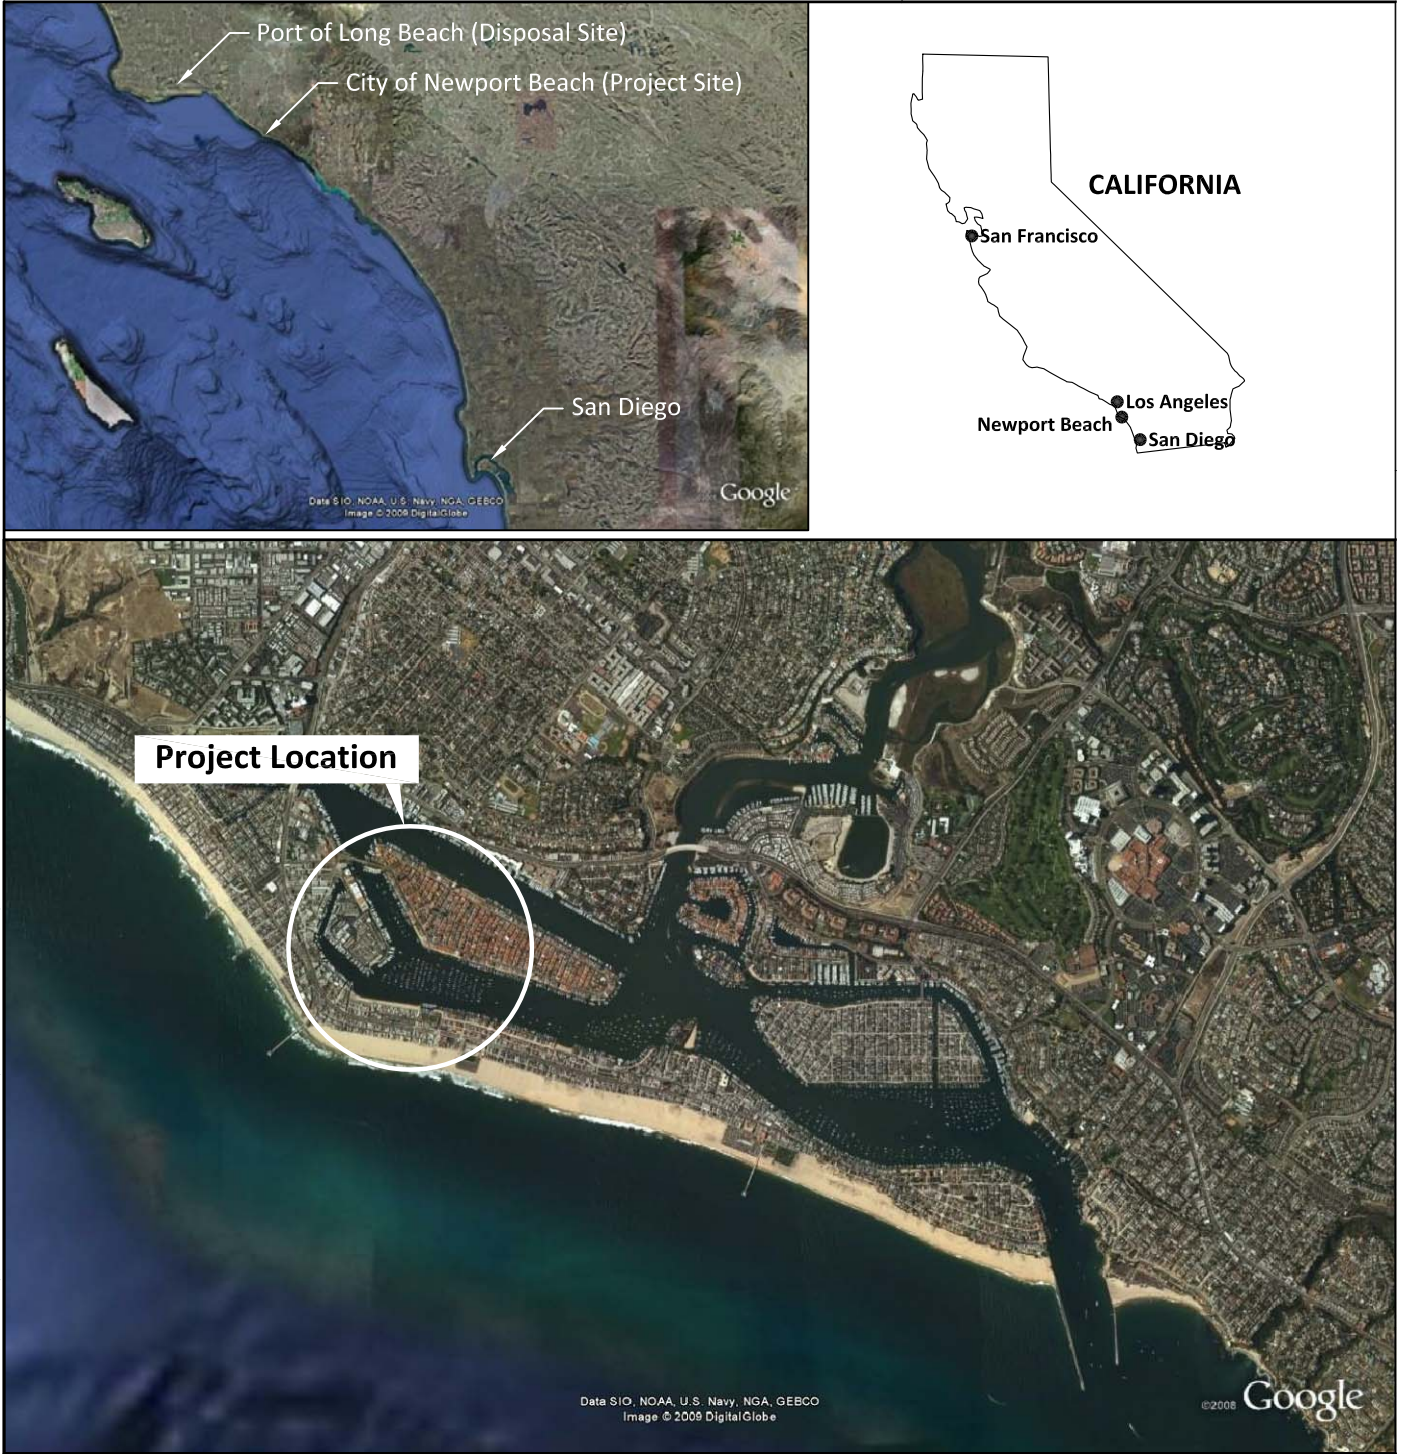 Port of Long Beach (Disposal Site)
City of Newport Beach (Project Site)
San Diego
Data SIO, NOAA, U.S. Navy, NGA, GEBCO
Image © 2009 DigitalGlobe
Google
CALIFORNIA
San Francisco
Los Angeles
Newport Beach
San Diego
Project Location
Data SIO, NOAA, U.S. Navy, NGA, GEBCO
Image © 2009 DigitalGlobe
©2008 Google